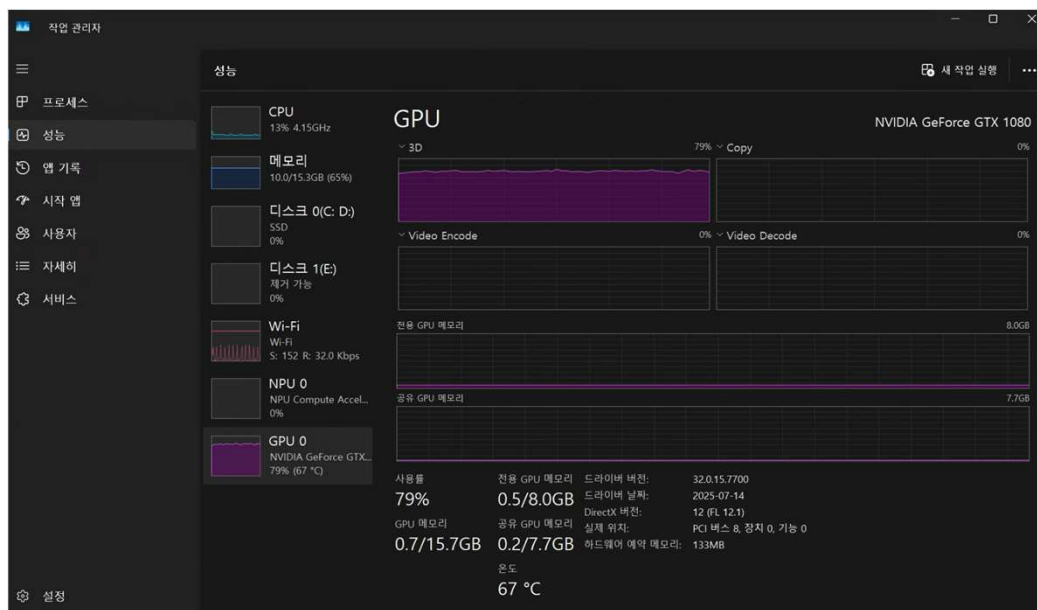 작업 관리자
성능
새 작업 실행
프로세스
성능
앱 기록
시작 앱
사용자
자세히
서비스
설정
CPU
13% 4.15GHz
메모리
10.0/15.3GB (65%)
디스크 0(C: D:)
SSD
0%
디스크 1(E:)
제거 가능
0%
Wi-Fi
Wi-Fi
S: 152 R: 32.0 Kbps
NPU 0
NPU Compute Accel...
0%
GPU 0
NVIDIA GeForce GTX...
79% (67 °C)
GPU
NVIDIA GeForce GTX 1080
3D 79%
Copy 0%
Video Encode 0%
Video Decode 0%
전용 GPU 메모리 8.0GB
공유 GPU 메모리 7.7GB
사용률
79%
전용 GPU 메모리
0.5/8.0GB
GPU 메모리
0.7/15.7GB
공유 GPU 메모리
0.2/7.7GB
온도
67 °C
드라이버 버전: 32.0.15.7700
드라이버 날짜: 2025-07-14
DirectX 버전: 12 (FL 12.1)
실제 위치: PCI 버스 8, 장치 0, 기능 0
하드웨어 예약 메모리: 133MB